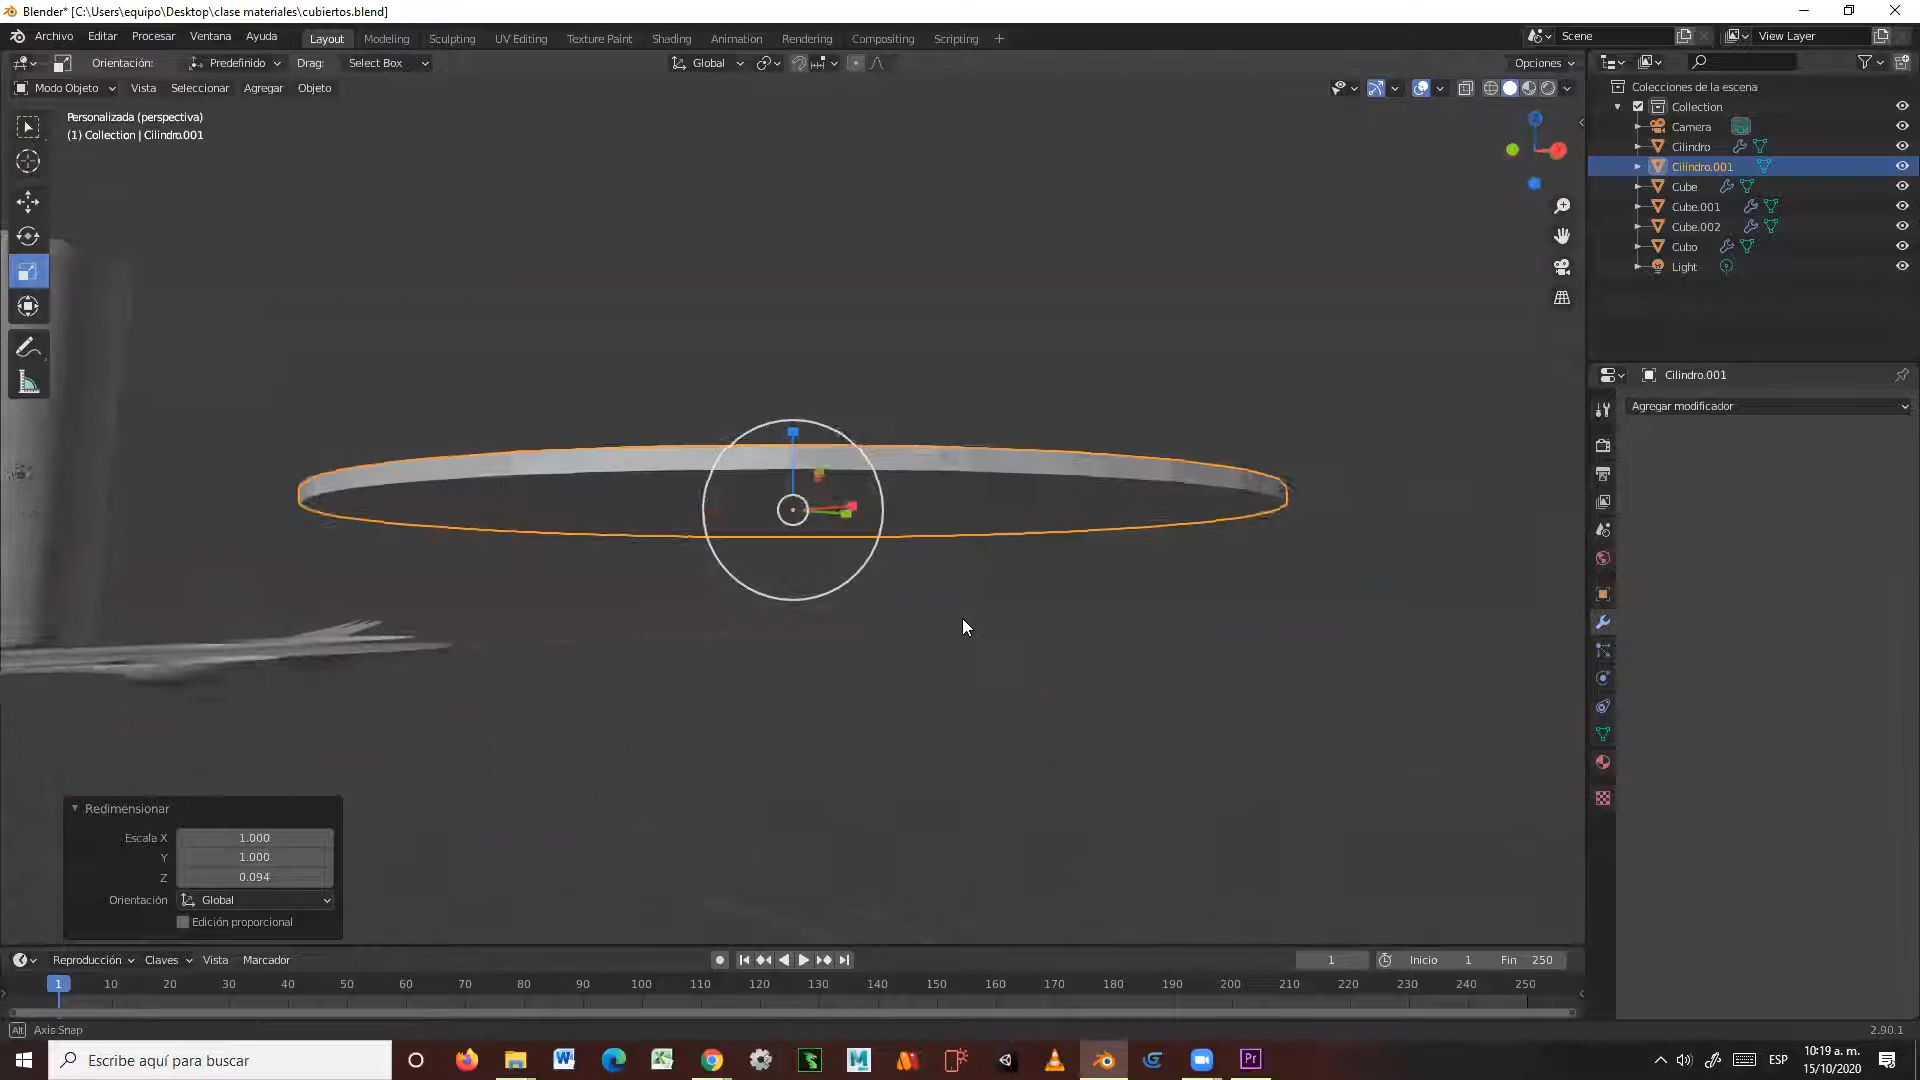 Blender* [C:\Users\equipo\Desktop\clase materiales\cubiertos.blend]
Archivo Editar Procesar Ventana Ayuda Layout Modeling Sculpting UV Editing Texture Paint Shading Animation Rendering Compositing Scripting + Scene View Layer
Orientación: Predefinido Drag: Select Box Global Opciones
Modo Objeto Vista Seleccionar Agregar Objeto
Personalizada (perspectiva)
(1) Collection | Cilindro.001
Colecciones de la escena
Collection
Camera
Cilindro
Cilindro.001
Cube
Cube.001
Cube.002
Cubo
Light
Cilindro.001
Agregar modificador
Redimensionar
Escala X 1.000
Y 1.000
Z 0.094
Orientación Global
Edición proporcional
Reproducción Claves Vista Marcador 1 Inicio 1 Fin 250
1 10 20 30 40 50 60 70 80 90 100 110 120 130 140 150 160 170 180 190 200 210 220 230 240 250
Alt Axis Snap 2.90.1
Escribe aquí para buscar
ESP
10:19 a. m.
15/10/2020